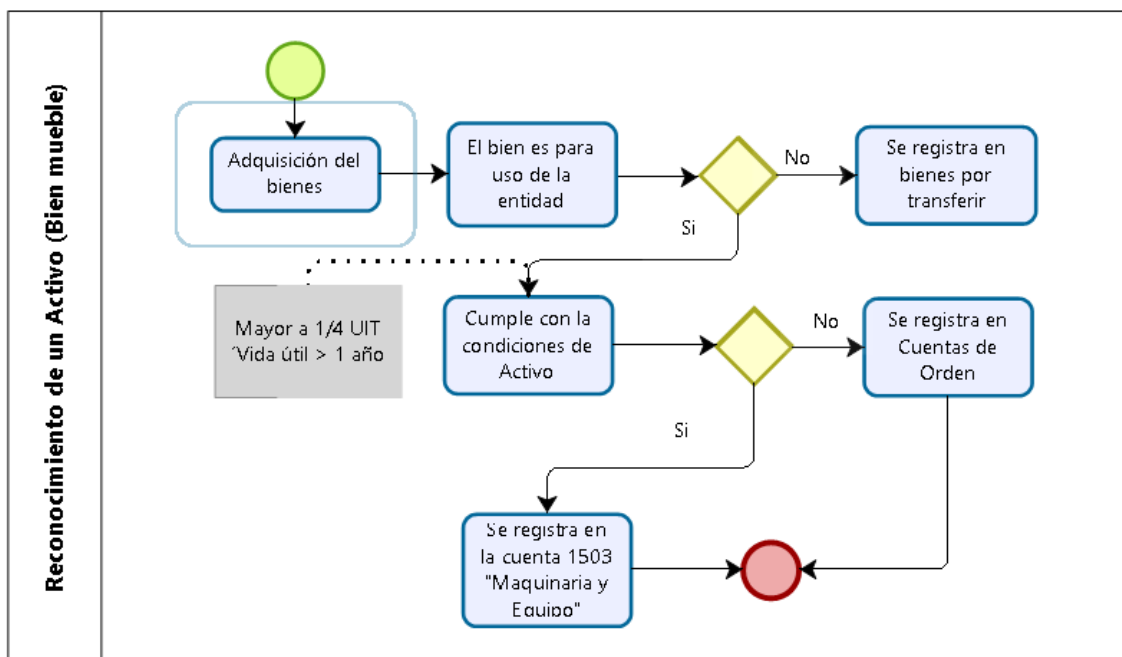 Reconocimiento de un Activo (Bien mueble)
Adquisición del
bienes
El bien es para
uso de la
entidad
No
Se registra en
bienes por
transferir
Si
Mayor a 1/4 UIT
´Vida útil > 1 año
Cumple con la
condiciones de
Activo
No
Se registra en
Cuentas de
Orden
Si
Se registra en
la cuenta 1503
"Maquinaria y
Equipo"